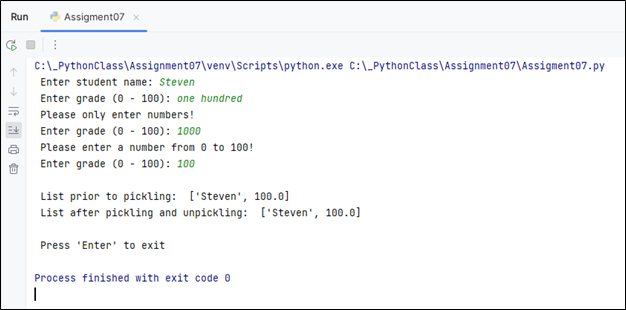 Run
Assigment07
C:\_PythonClass\Assignment07\venv\Scripts\python.exe C:\_PythonClass\Assignment07\Assigment07.py
Enter student name: Steven
Enter grade (0 - 100): one hundred
Please only enter numbers!
Enter grade (0 - 100): 1000
Please enter a number from 0 to 100!
Enter grade (0 - 100): 100
List prior to pickling:  ['Steven', 100.0]
List after pickling and unpickling:  ['Steven', 100.0]
Press 'Enter' to exit
Process finished with exit code 0